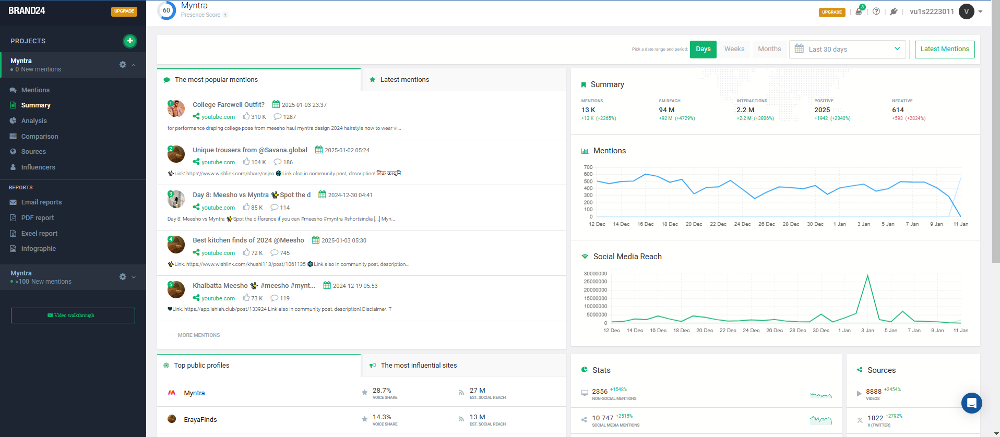 BRAND24
UPGRADE
PROJECTS
Myntra
0 New mentions
Mentions
Summary
Analysis
Comparison
Sources
Influencers
REPORTS
Email reports
PDF report
Excel report
Infographic
Myntra
>100 New mentions
Video walkthrough
60
Myntra
Presence Score ?
UPGRADE
3
vu1s2223011
V
Pick a date range and period:
Days
Weeks
Months
Last 30 days
Latest Mentions
The most popular mentions
Latest mentions
1
College Farewell Outfit? 2025-01-03 23:37
youtube.com 310 K 1287
for performance draping college pose from meesho haul myntra design 2024 hairstyle how to wear vi...
2
Unique trousers from @Savana.global 2025-01-02 05:24
youtube.com 104 K 186
✨Link: https://www.wishlink.com/share/csjsc Link also in community post, description! लिंक कम्युनि
3
Day 8: Meesho vs Myntra ✨Spot the d 2024-12-30 04:41
youtube.com 85 K 114
Day 8: Meesho vs Myntra ✨Spot the difference if you can #meesho #myntra #shortsindia [...] Myn...
4
Best kitchen finds of 2024 @Meesho 2025-01-03 05:30
youtube.com 72 K 745
✨Link: https://www.wishlink.com/khushi113/post/1061135 Link also in community post, description...
5
Khalbatta Meesho ✨ #meesho #mynt... 2024-12-19 05:53
youtube.com 73 K 119
🖤Link: https://app.lehlah.club/post/133924 Link also in community post, description! Disclaimer: T
MORE MENTIONS
Summary
MENTIONS SM REACH INTERACTIONS POSITIVE NEGATIVE
13 K 94 M 2.2 M 2025 614
+13 K (+2265%) +92 M (+4729%) +2.2 M (+3806%) +1942 (+2340%) +593 (+2824%)
Mentions
700
600
500
400
300
200
100
0
12 Dec 14 Dec 16 Dec 18 Dec 20 Dec 22 Dec 24 Dec 26 Dec 28 Dec 30 Dec 1 Jan 3 Jan 5 Jan 7 Jan 9 Jan 11 Jan
Social Media Reach
30000000
25000000
20000000
15000000
10000000
5000000
0
12 Dec 14 Dec 16 Dec 18 Dec 20 Dec 22 Dec 24 Dec 26 Dec 28 Dec 30 Dec 1 Jan 3 Jan 5 Jan 7 Jan 9 Jan 11 Jan
Top public profiles
The most influential sites
Myntra 28.7% 27 M
VOICE SHARE EST. SOCIAL REACH
ErayaFinds 14.3% 13 M
VOICE SHARE EST. SOCIAL REACH
Stats
2356 +1548%
NON-SOCIAL MENTIONS
10 747 +2515%
SOCIAL MEDIA MENTIONS
Sources
8888 +2454%
VIDEOS
1822 +2792%
X (TWITTER)